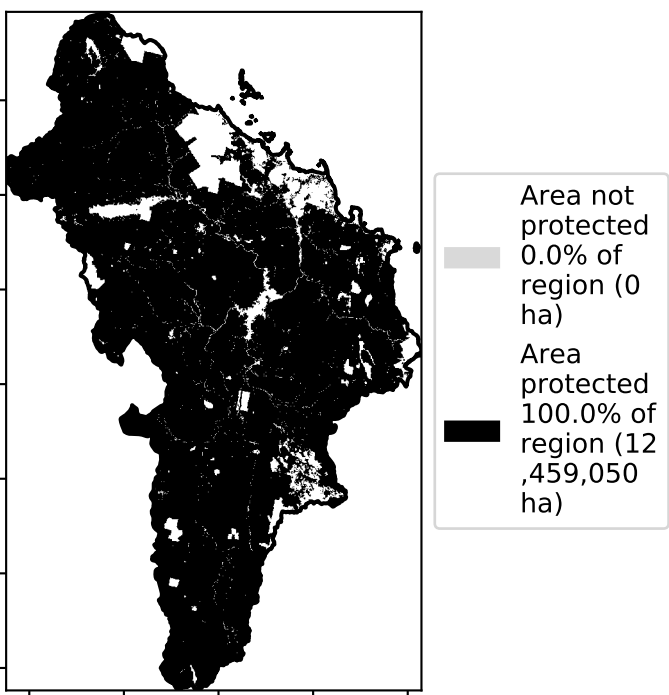 Area not
protected
0.0% of
region (0
ha)
Area
protected
100.0% of
region (12
,459,050
ha)